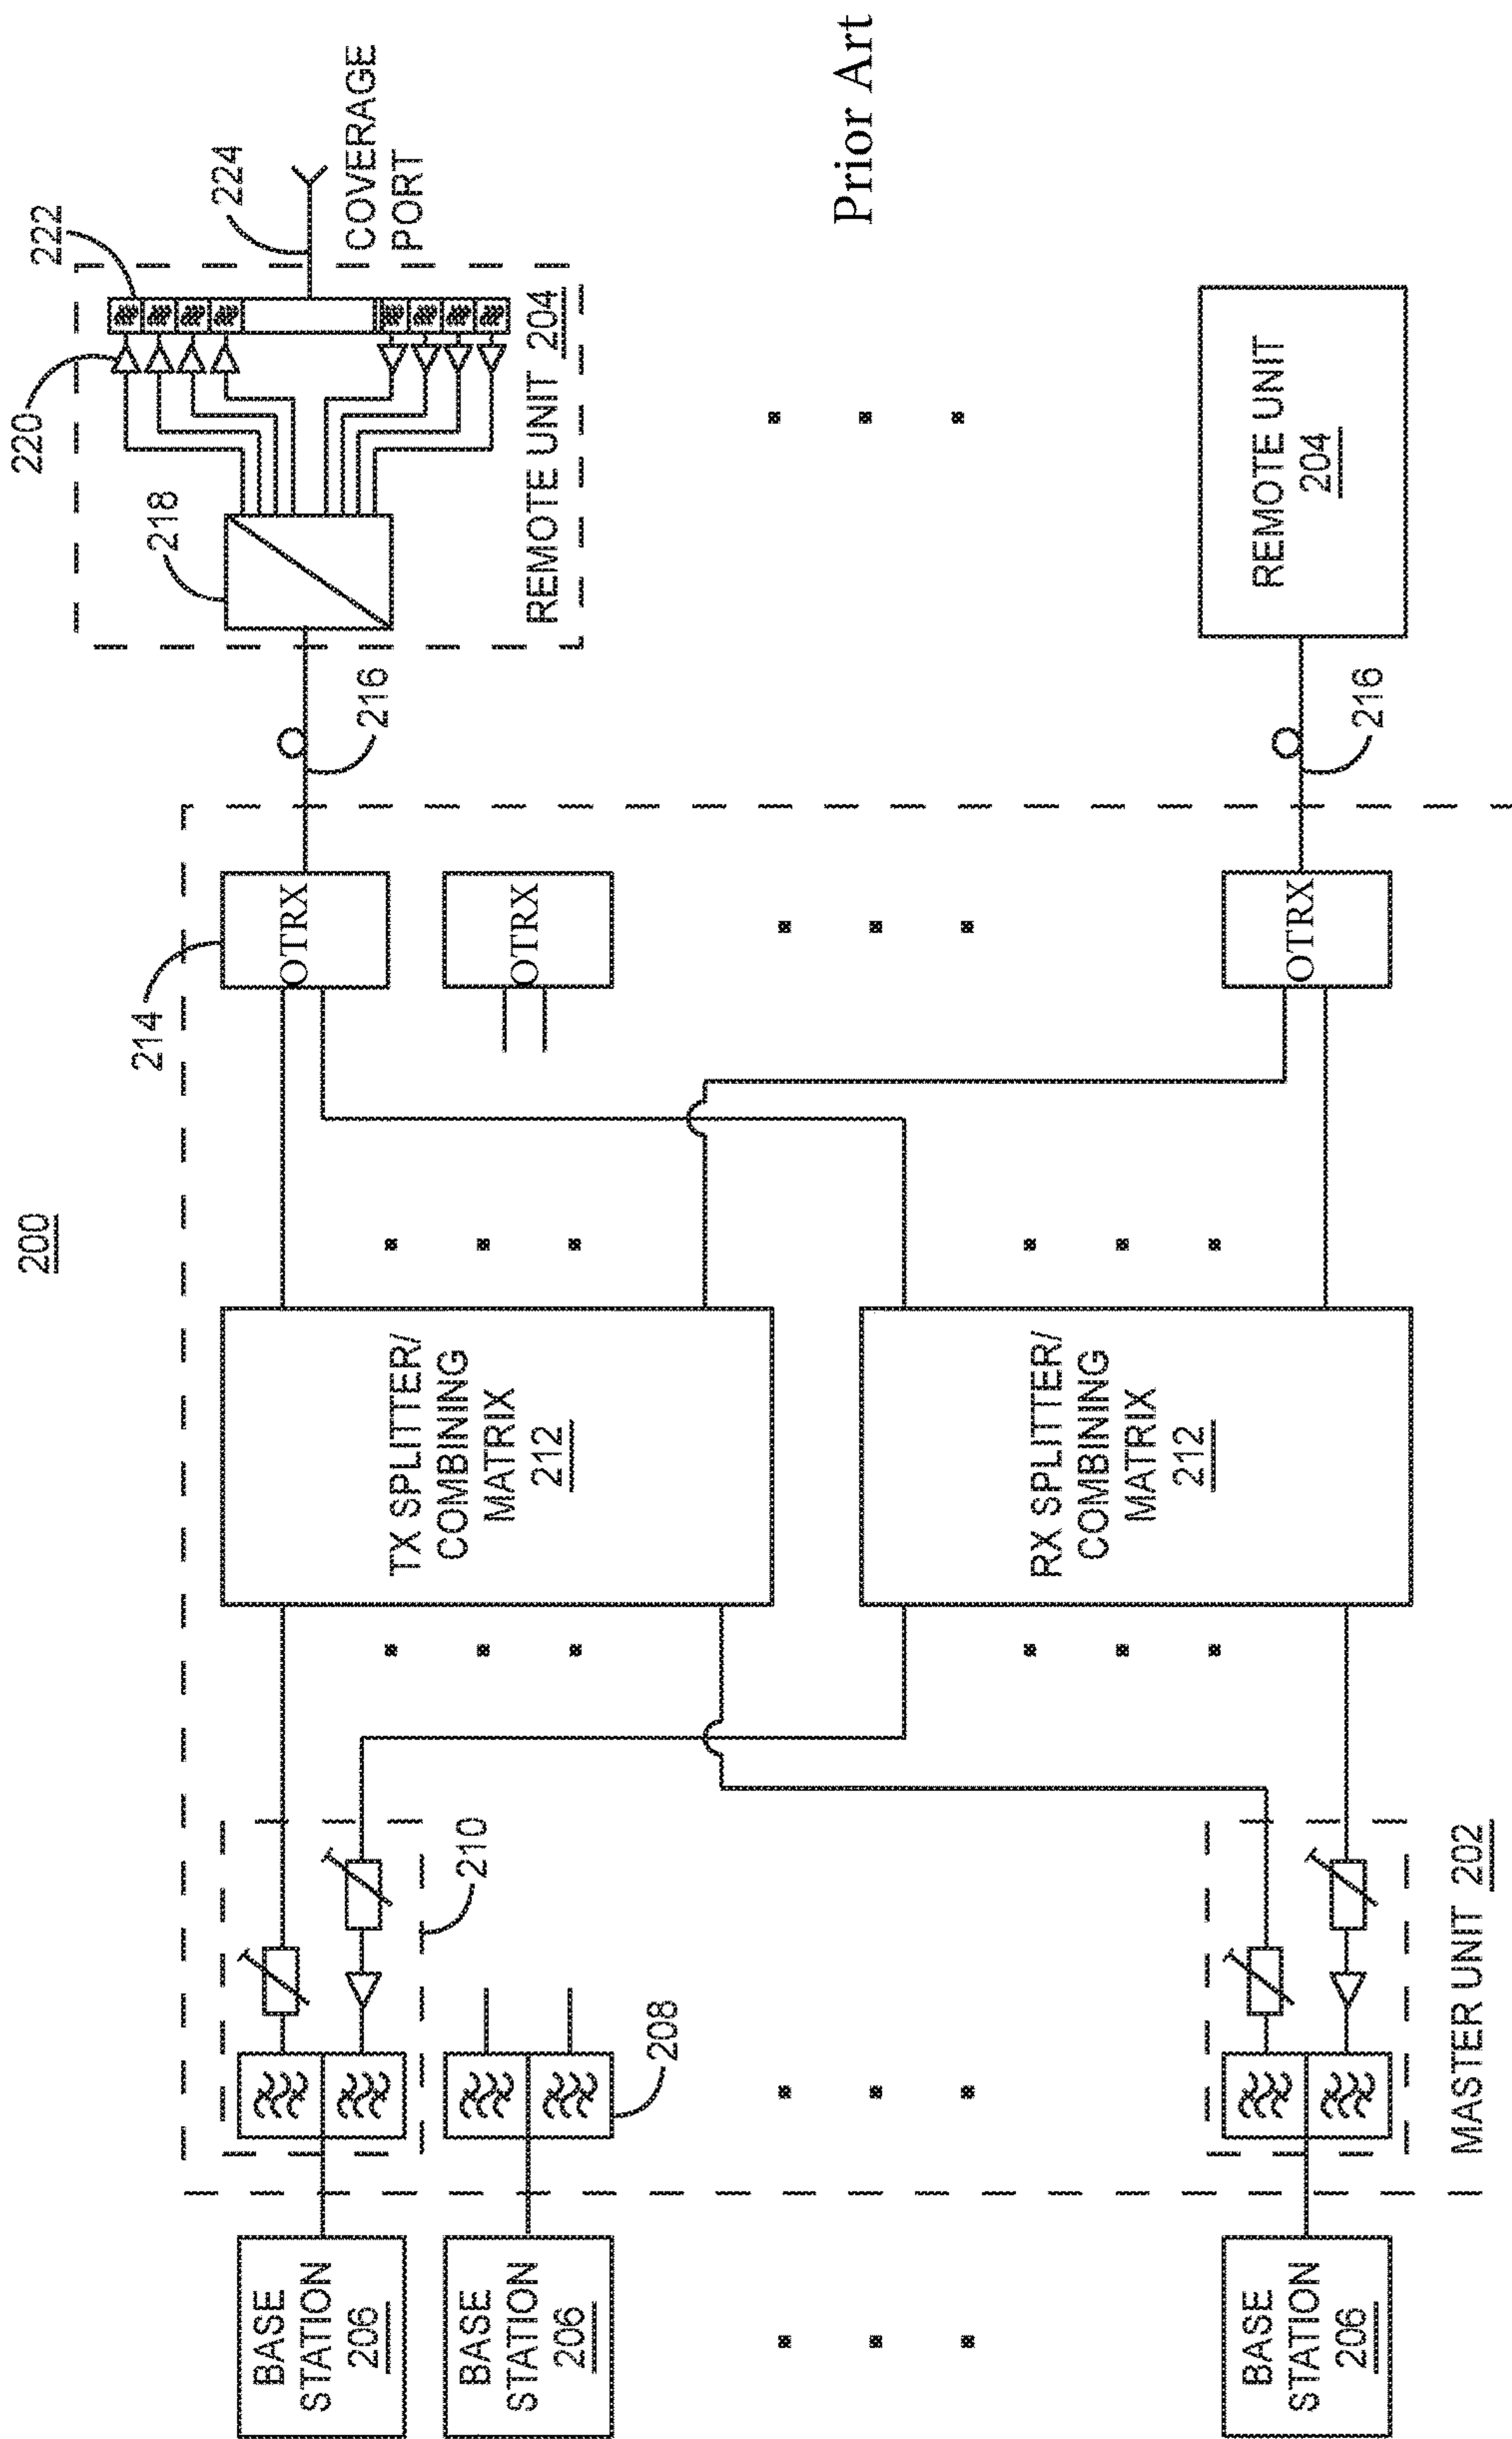 200
BASE
STATION
206
BASE
STATION
206
BASE
STATION
206
208
210
MASTER UNIT 202
TX SPLITTER/
COMBINING
MATRIX
212
RX SPLITTER/
COMBINING
MATRIX
212
214
OTRX
OTRX
OTRX
216
216
218
220
222
224
REMOTE UNIT 204
COVERAGE
PORT
REMOTE UNIT
204
Prior Art